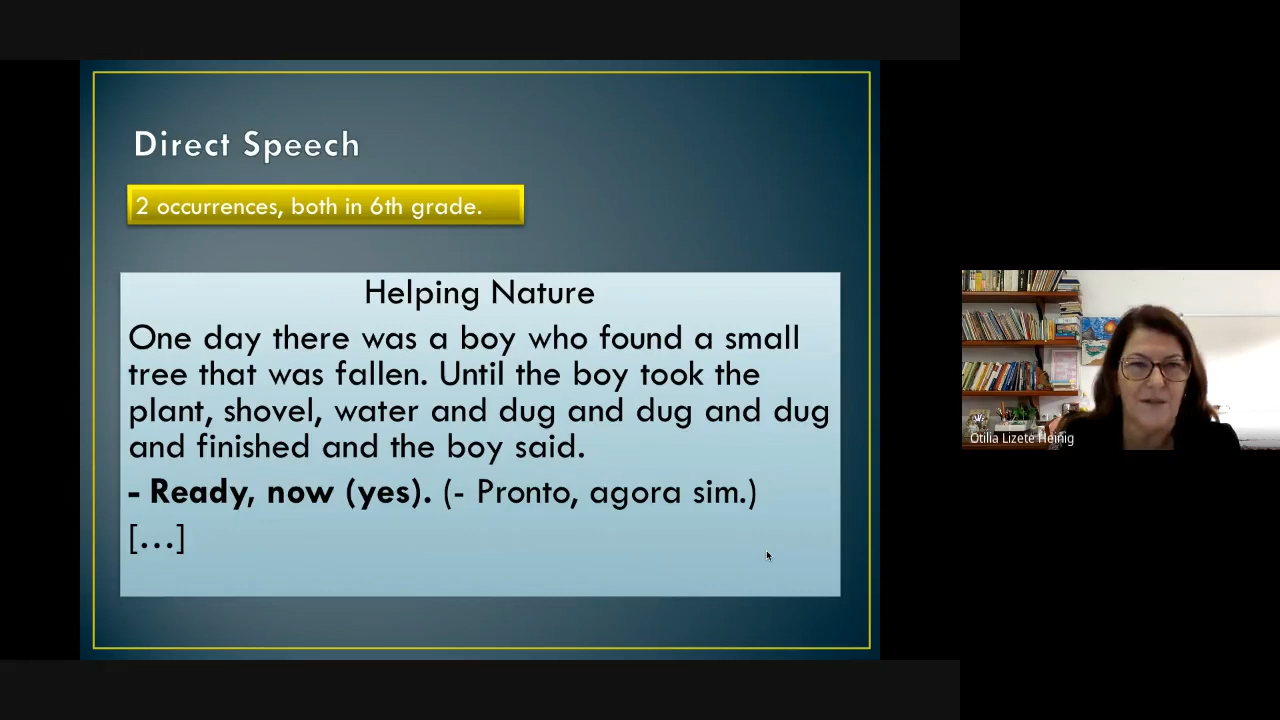 Direct Speech
2 occurrences, both in 6th grade.
Helping Nature
One day there was a boy who found a small
tree that was fallen. Until the boy took the
plant, shovel, water and dug and dug and dug
and finished and the boy said.
- Ready, now (yes). (- Pronto, agora sim.)
[…]
Otilia Lizete Heinig